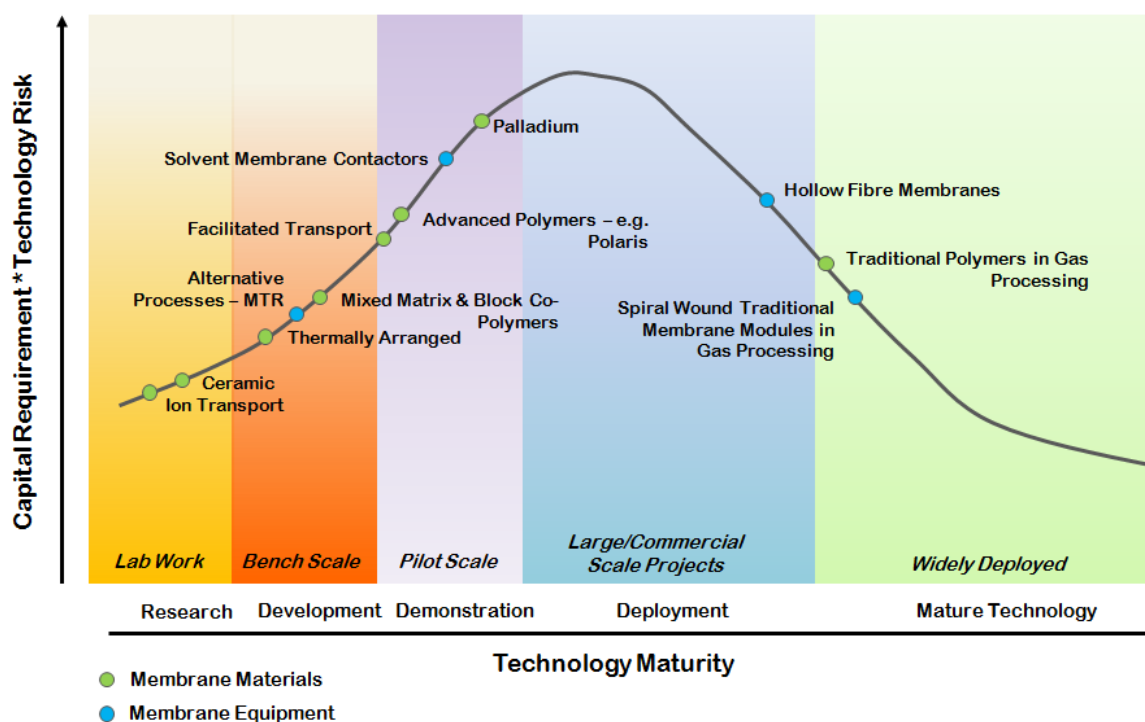 Capital Requirement * Technology Risk
Palladium
Solvent Membrane Contactors
Hollow Fibre Membranes
Advanced Polymers – e.g.
Polaris
Facilitated Transport
Traditional Polymers in Gas
Processing
Alternative
Processes – MTR
Mixed Matrix & Block Co-
Polymers
Spiral Wound Traditional
Membrane Modules in
Gas Processing
Thermally Arranged
Ceramic
Ion Transport
Lab Work
Bench Scale
Pilot Scale
Large/Commercial
Scale Projects
Widely Deployed
Research
Development
Demonstration
Deployment
Mature Technology
Technology Maturity
Membrane Materials
Membrane Equipment